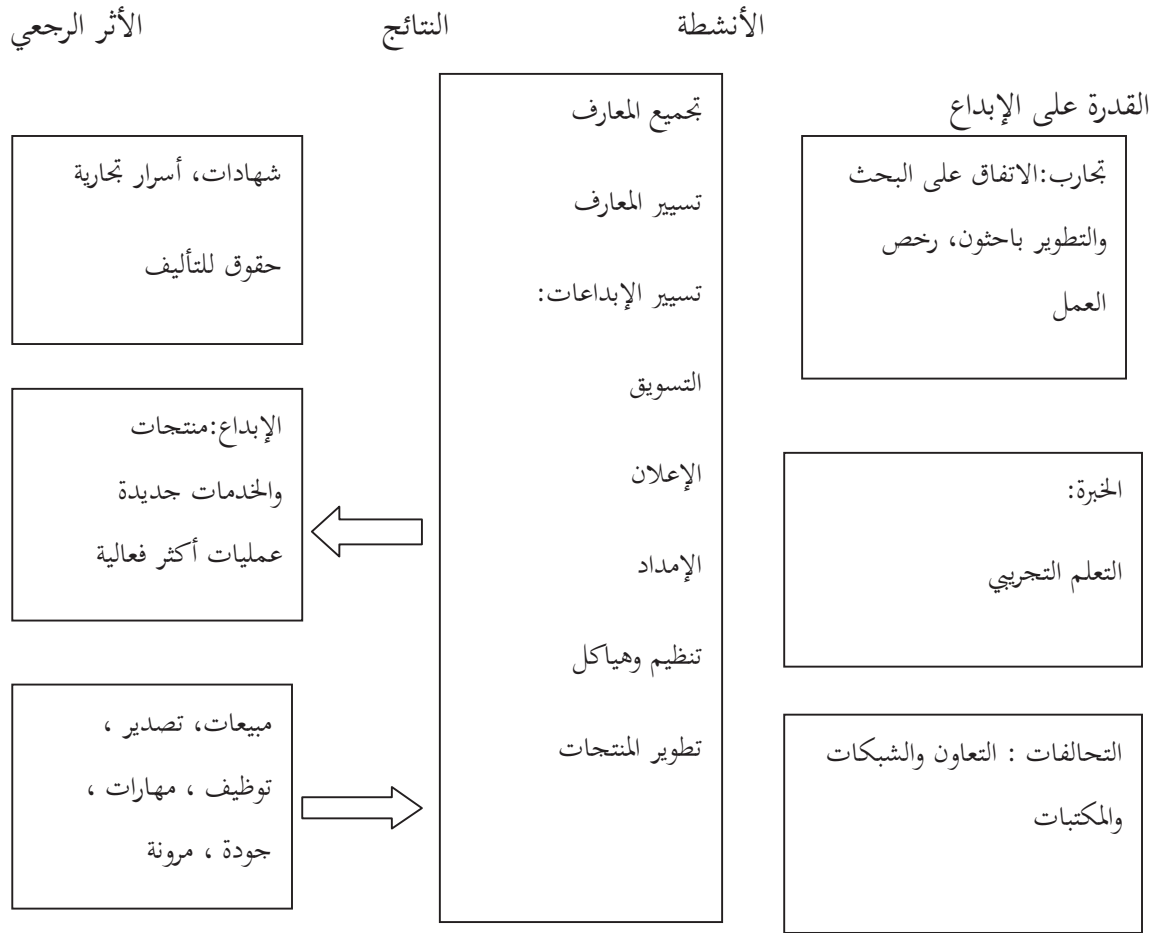 الأنشطة النتائج الأثر الرجعي
القدرة على الإبداع
تجارب:الاتفاق على البحث
والتطوير باحثون، رخص
العمل
الخبرة:
التعلم التجريبي
التحالفات : التعاون والشبكات
والمكتبات
تجميع المعارف
تسيير المعارف
تسيير الإبداعات:
التسويق
الإعلان
الإمداد
تنظيم وهياكل
تطوير المنتجات
شهادات، أسرار تجارية
حقوق للتأليف
الإبداع:منتجات
والخدمات جديدة
عمليات أكثر فعالية
مبيعات، تصدير ،
توظيف ، مهارات ،
جودة ، مرونة